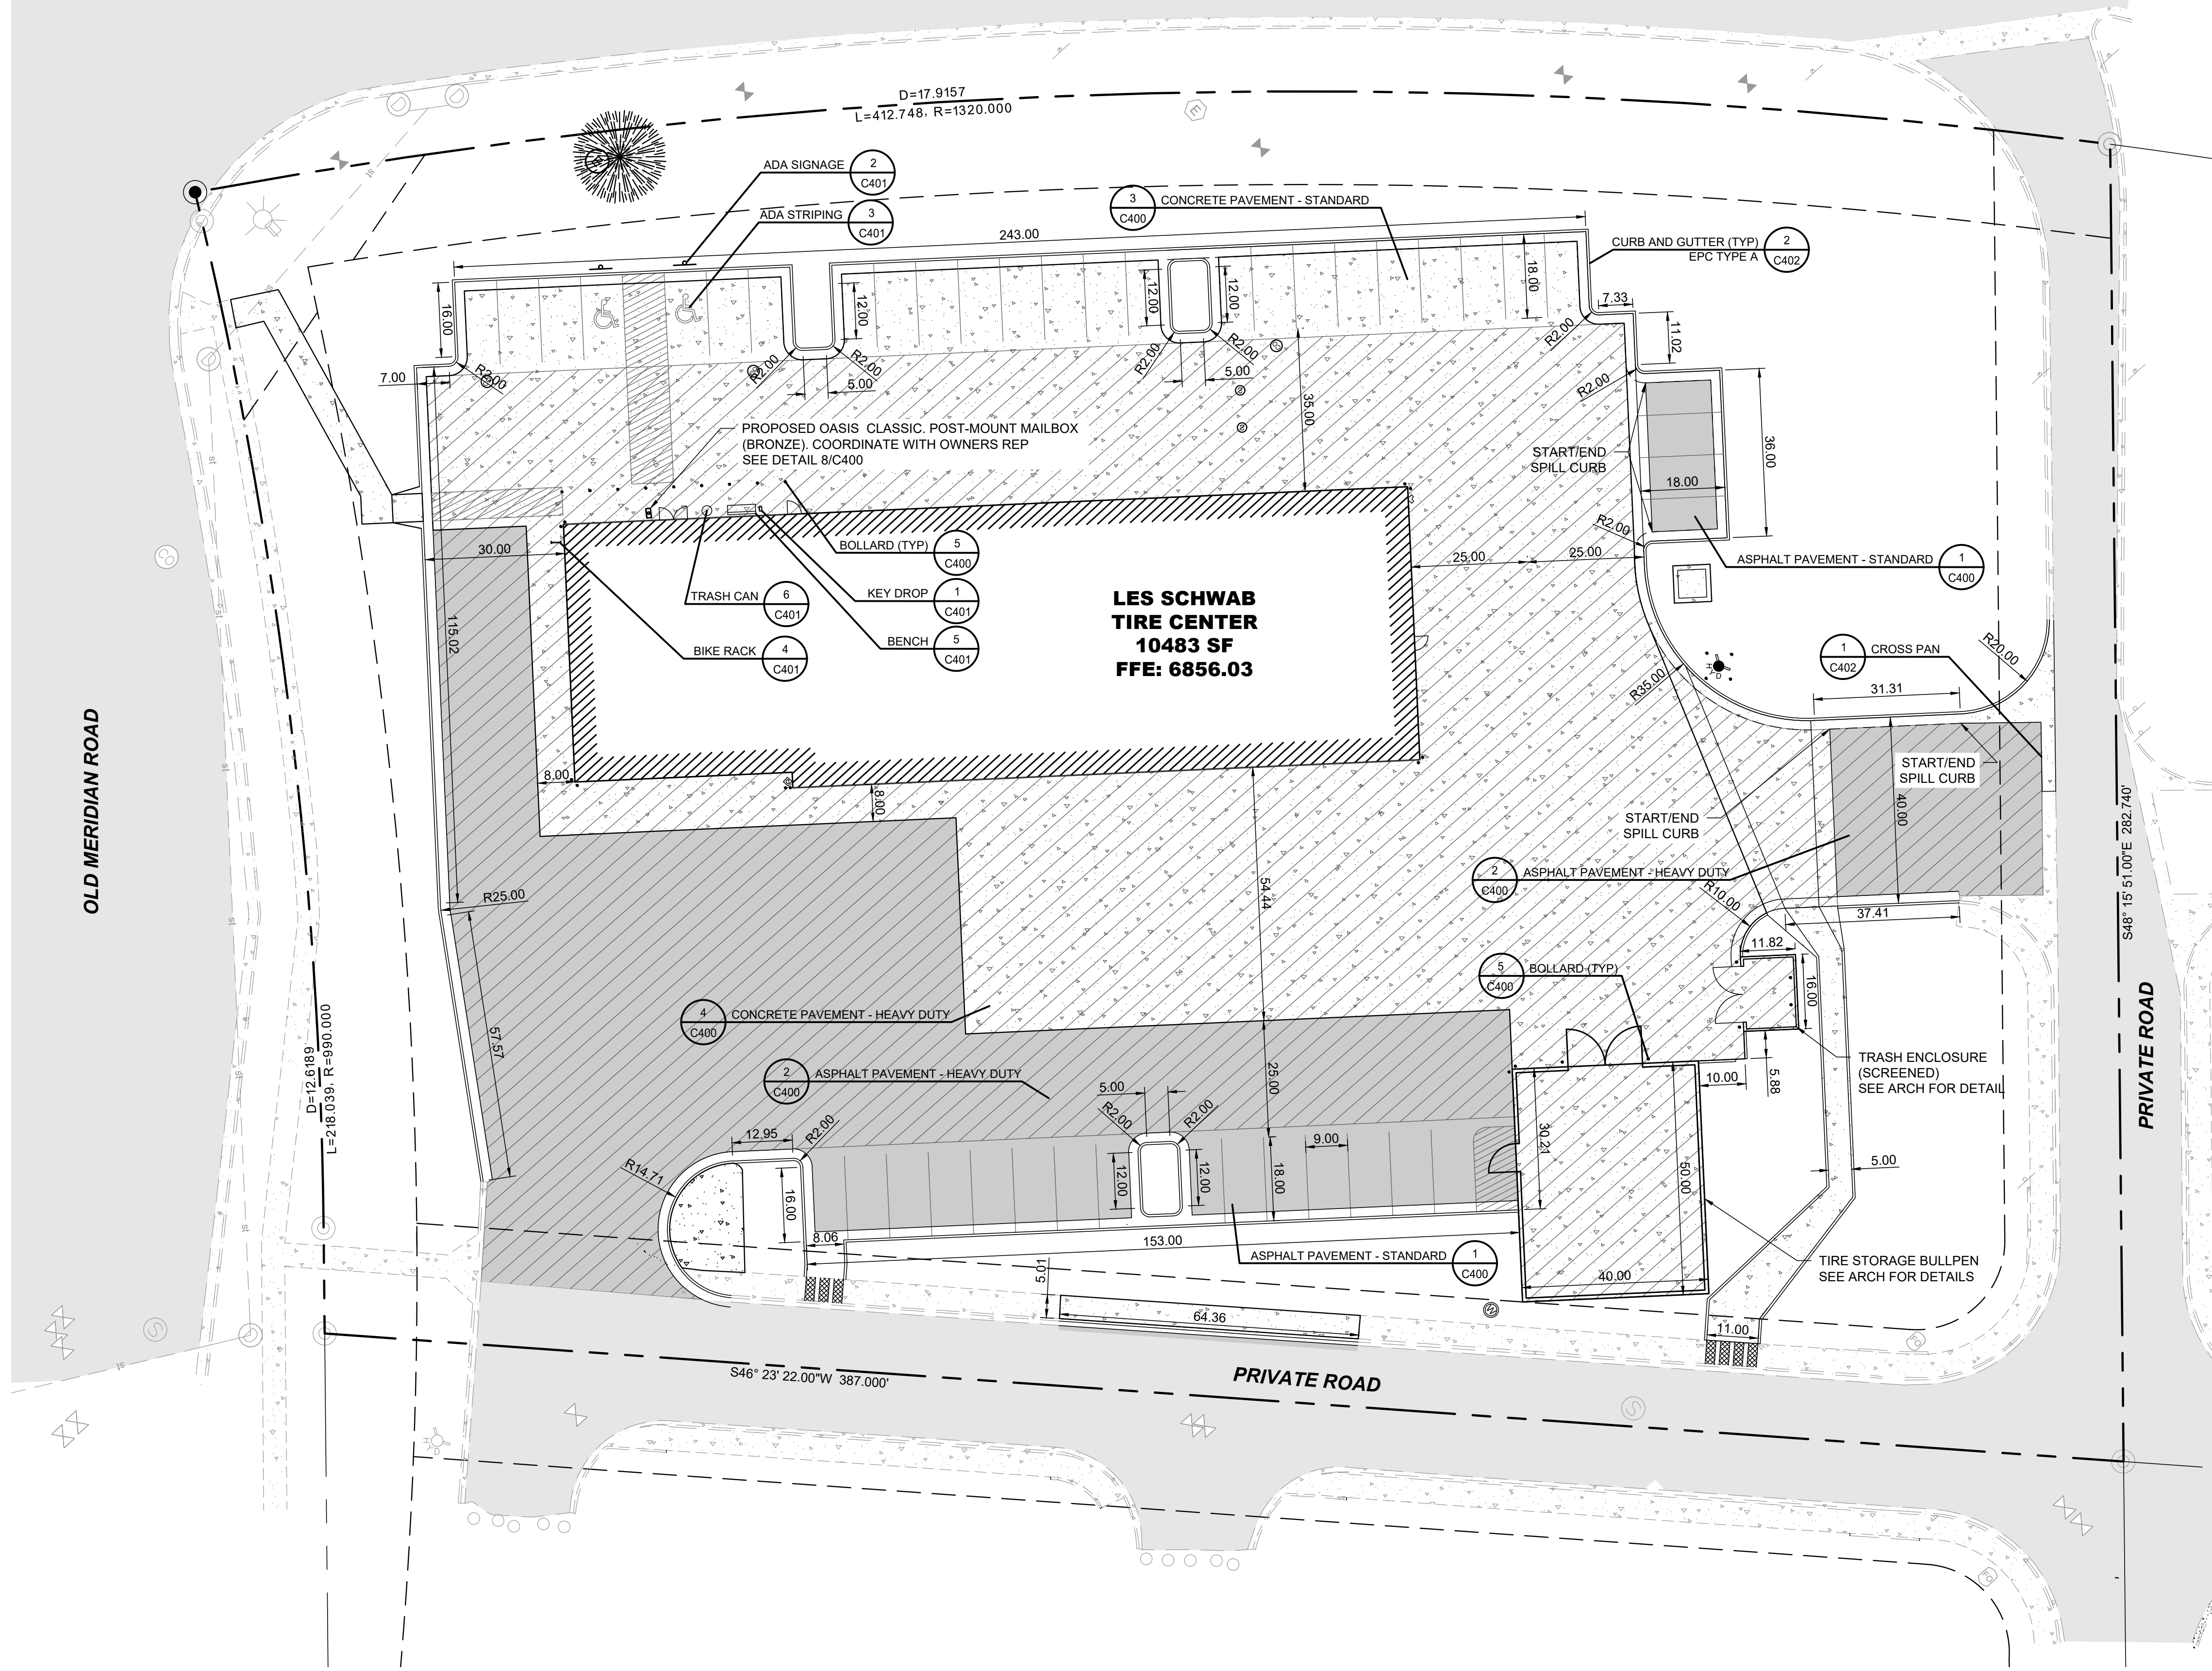 D=17.9157
L=412.748, R=1320.000
ADA SIGNAGE
2
C401
ADA STRIPING
3
C401
3
C400
CONCRETE PAVEMENT - STANDARD
243.00
CURB AND GUTTER (TYP)
EPC TYPE A
2
C402
16.00
12.00
12.00
12.00
18.00
7.33
11.02
R2.00
7.00
R2.00
R2.00
R2.00
5.00
R2.00
R2.00
5.00
35.00
R2.00
PROPOSED OASIS CLASSIC. POST-MOUNT MAILBOX
(BRONZE). COORDINATE WITH OWNERS REP
SEE DETAIL 8/C400
START/END
SPILL CURB
36.00
18.00
R2.00
30.00
BOLLARD (TYP)
5
C400
25.00
25.00
ASPHALT PAVEMENT - STANDARD
1
C400
TRASH CAN
6
C401
KEY DROP
1
C401
BENCH
5
C401
BIKE RACK
4
C401
LES SCHWAB
TIRE CENTER
10483 SF
FFE: 6856.03
115.02
HYD
1
C402
CROSS PAN
R20.00
R35.00
31.31
OLD MERIDIAN ROAD
8.00
8.00
START/END
SPILL CURB
40.00
START/END
SPILL CURB
S48° 15' 51.00"E 282.740'
R25.00
54.44
2
C400
ASPHALT PAVEMENT - HEAVY DUTY
R10.00
37.41
11.82
5
C400
BOLLARD (TYP)
16.00
4
C400
CONCRETE PAVEMENT - HEAVY DUTY
57.57
D=12.6189
L=218.039, R=990.000
2
C400
ASPHALT PAVEMENT - HEAVY DUTY
25.00
TRASH ENCLOSURE
(SCREENED)
SEE ARCH FOR DETAIL
PRIVATE ROAD
10.00
5.88
5.00
R2.00
R2.00
12.95
R2.00
9.00
30.21
R14.71
12.00
12.00
18.00
50.00
5.00
16.00
8.06
153.00
ASPHALT PAVEMENT - STANDARD
1
C400
TIRE STORAGE BULLPEN
SEE ARCH FOR DETAILS
5.01
40.00
64.36
11.00
S46° 23' 22.00"W 387.000'
PRIVATE ROAD